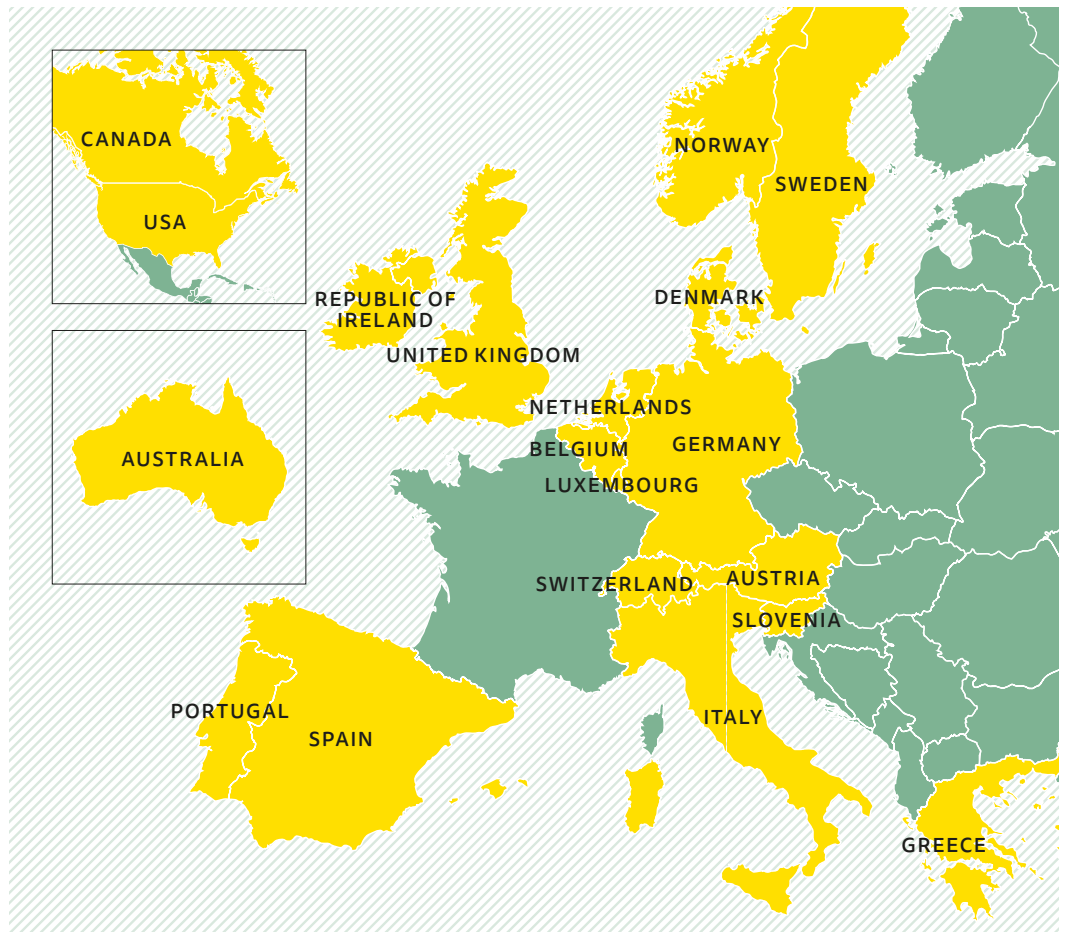 CANADA
USA
AUSTRALIA
NORWAY
SWEDEN
DENMARK
REPUBLIC OF
IRELAND
UNITED KINGDOM
NETHERLANDS
BELGIUM
GERMANY
LUXEMBOURG
SWITZERLAND
AUSTRIA
SLOVENIA
PORTUGAL
SPAIN
ITALY
GREECE